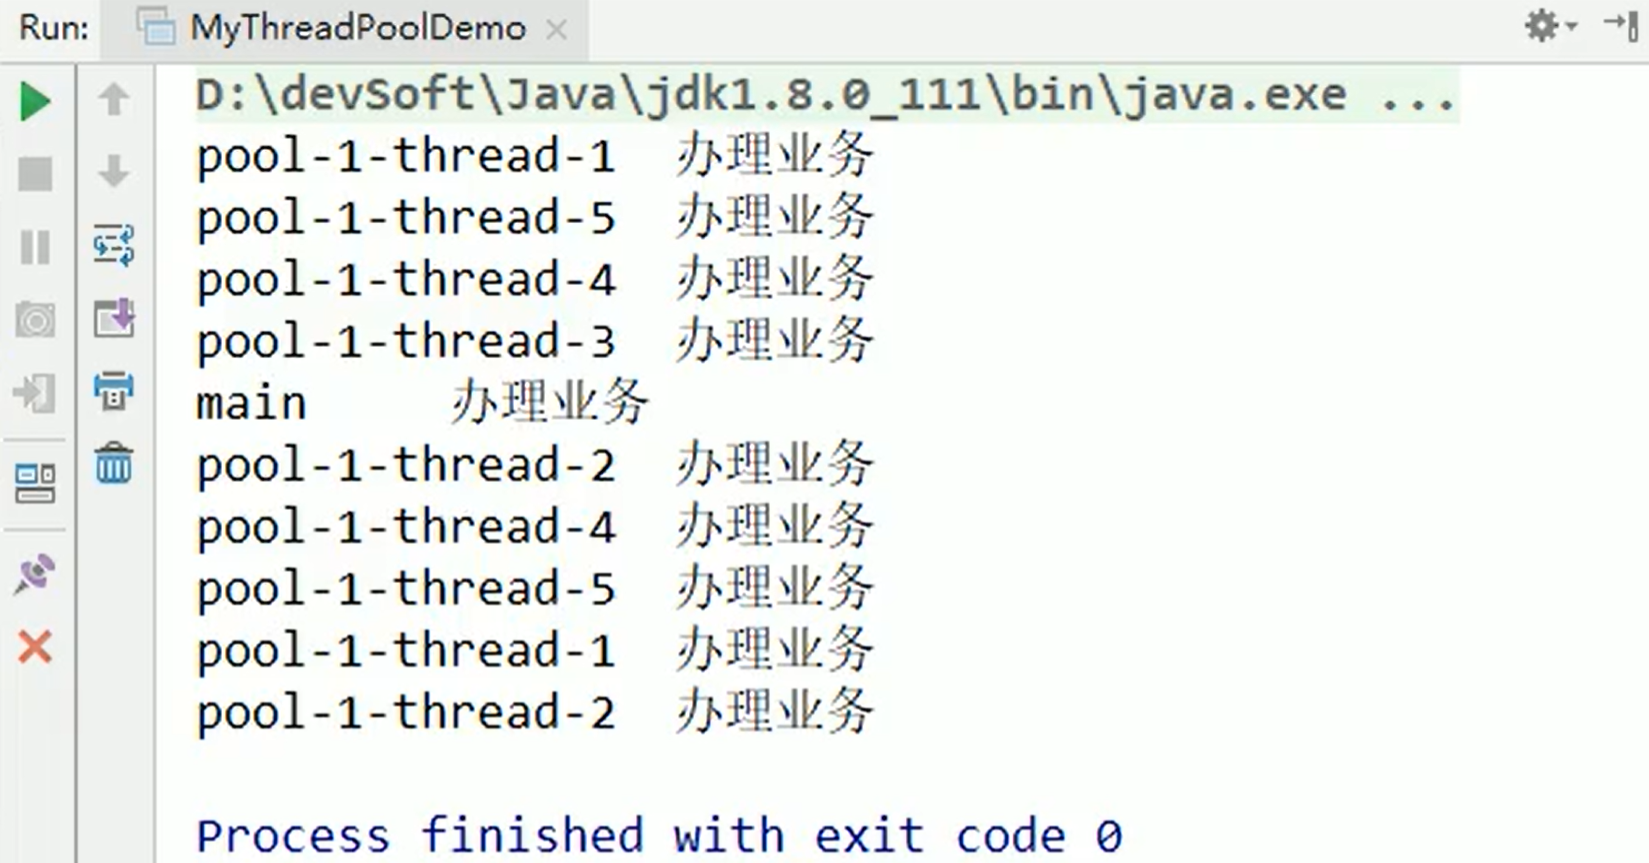 Run: MyThreadPoolDemo
D:\devSoft\Java\jdk1.8.0_111\bin\java.exe ...
pool-1-thread-1 办理业务
pool-1-thread-5 办理业务
pool-1-thread-4 办理业务
pool-1-thread-3 办理业务
main 办理业务
pool-1-thread-2 办理业务
pool-1-thread-4 办理业务
pool-1-thread-5 办理业务
pool-1-thread-1 办理业务
pool-1-thread-2 办理业务
Process finished with exit code 0